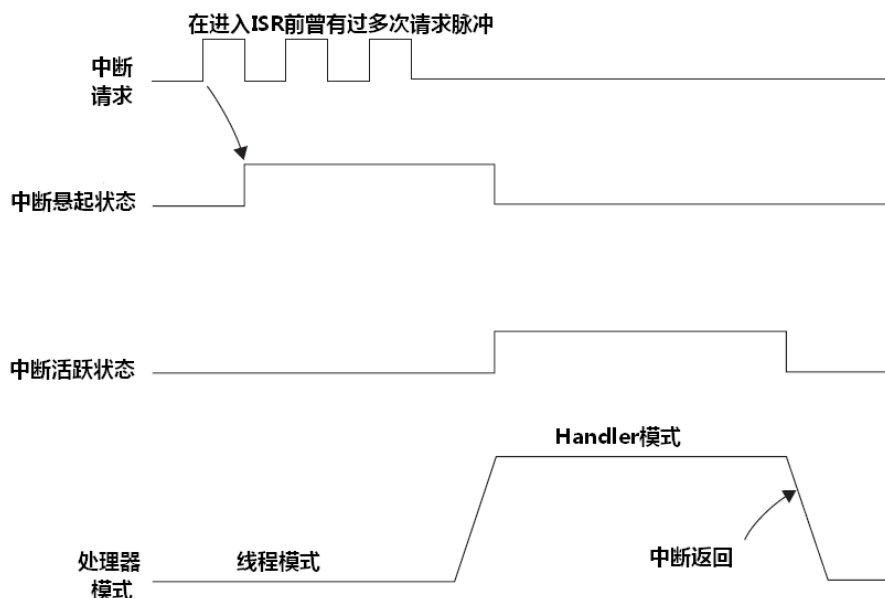 在进入ISR前曾有过多次请求脉冲
中断
请求
中断悬起状态
中断活跃状态
Handler模式
处理器
模式
线程模式
中断返回